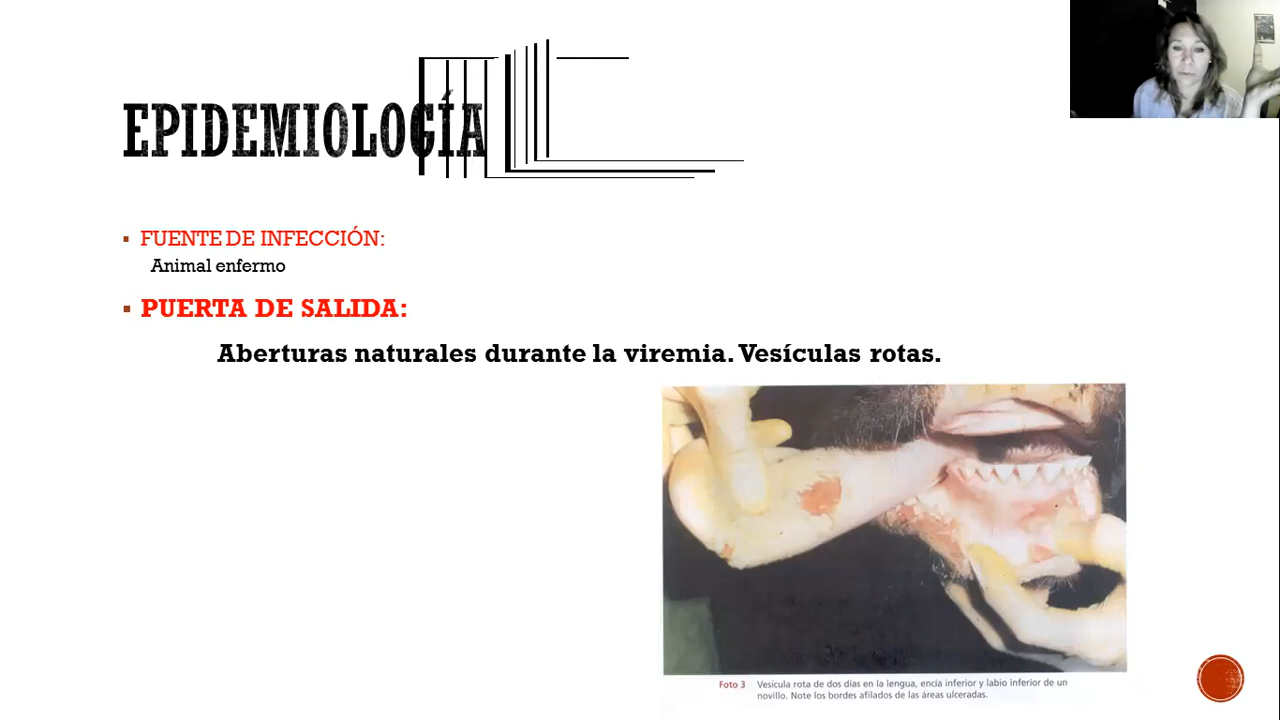 EPIDEMIOLOGÍA
FUENTE DE INFECCIÓN:
Animal enfermo
PUERTA DE SALIDA:
Aberturas naturales durante la viremia. Vesículas rotas.
Foto 3 Vesícula rota de dos días en la lengua, encía inferior y labio inferior de un
novillo. Note los bordes afilados de las áreas ulceradas.